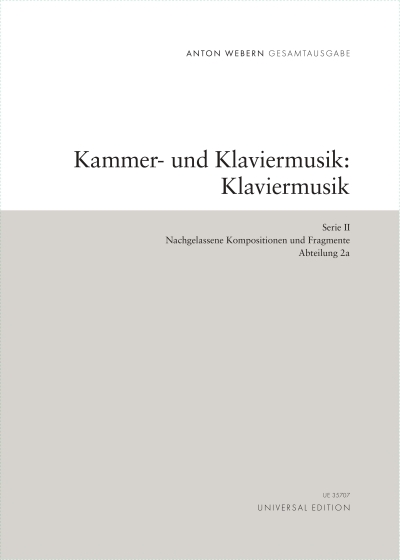 ANTON WEBERN GESAMTAUSGABE
Kammer- und Klaviermusik:
Klaviermusik
Serie II
Nachgelassene Kompositionen und Fragmente
Abteilung 2a
UE 35707
UNIVERSAL EDITION